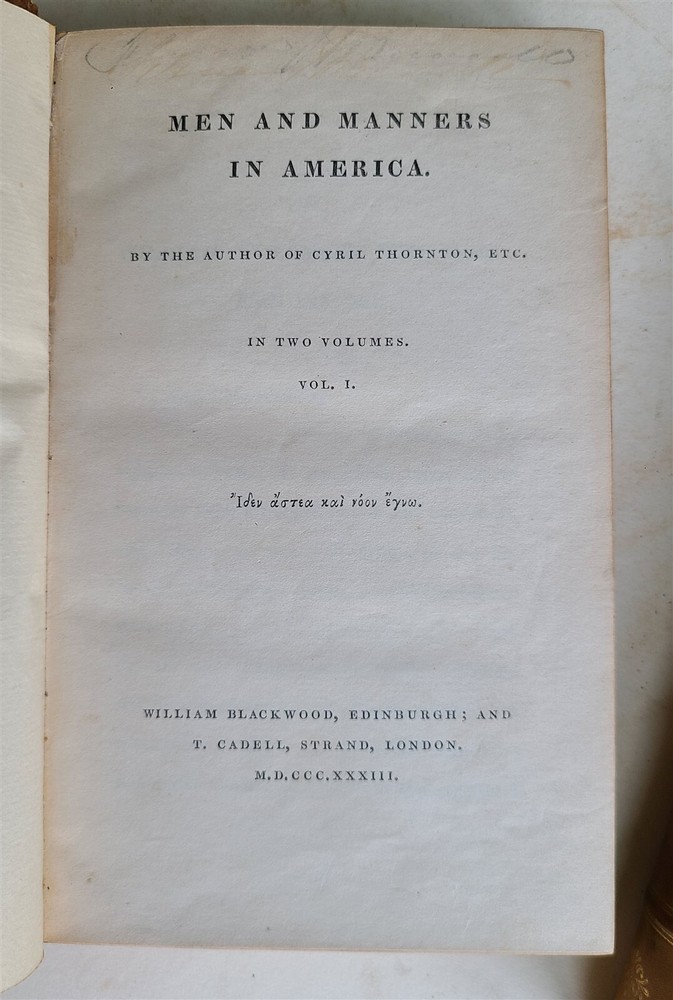 MEN AND MANNERS
IN AMERICA.
BY THE AUTHOR OF CYRIL THORNTON, ETC.
IN TWO VOLUMES.
VOL. I.
Ἴδεν ἄστεα καὶ νόον ἔγνω.
WILLIAM BLACKWOOD, EDINBURGH; AND
T. CADELL, STRAND, LONDON.
M.D.CCC.XXXIII.